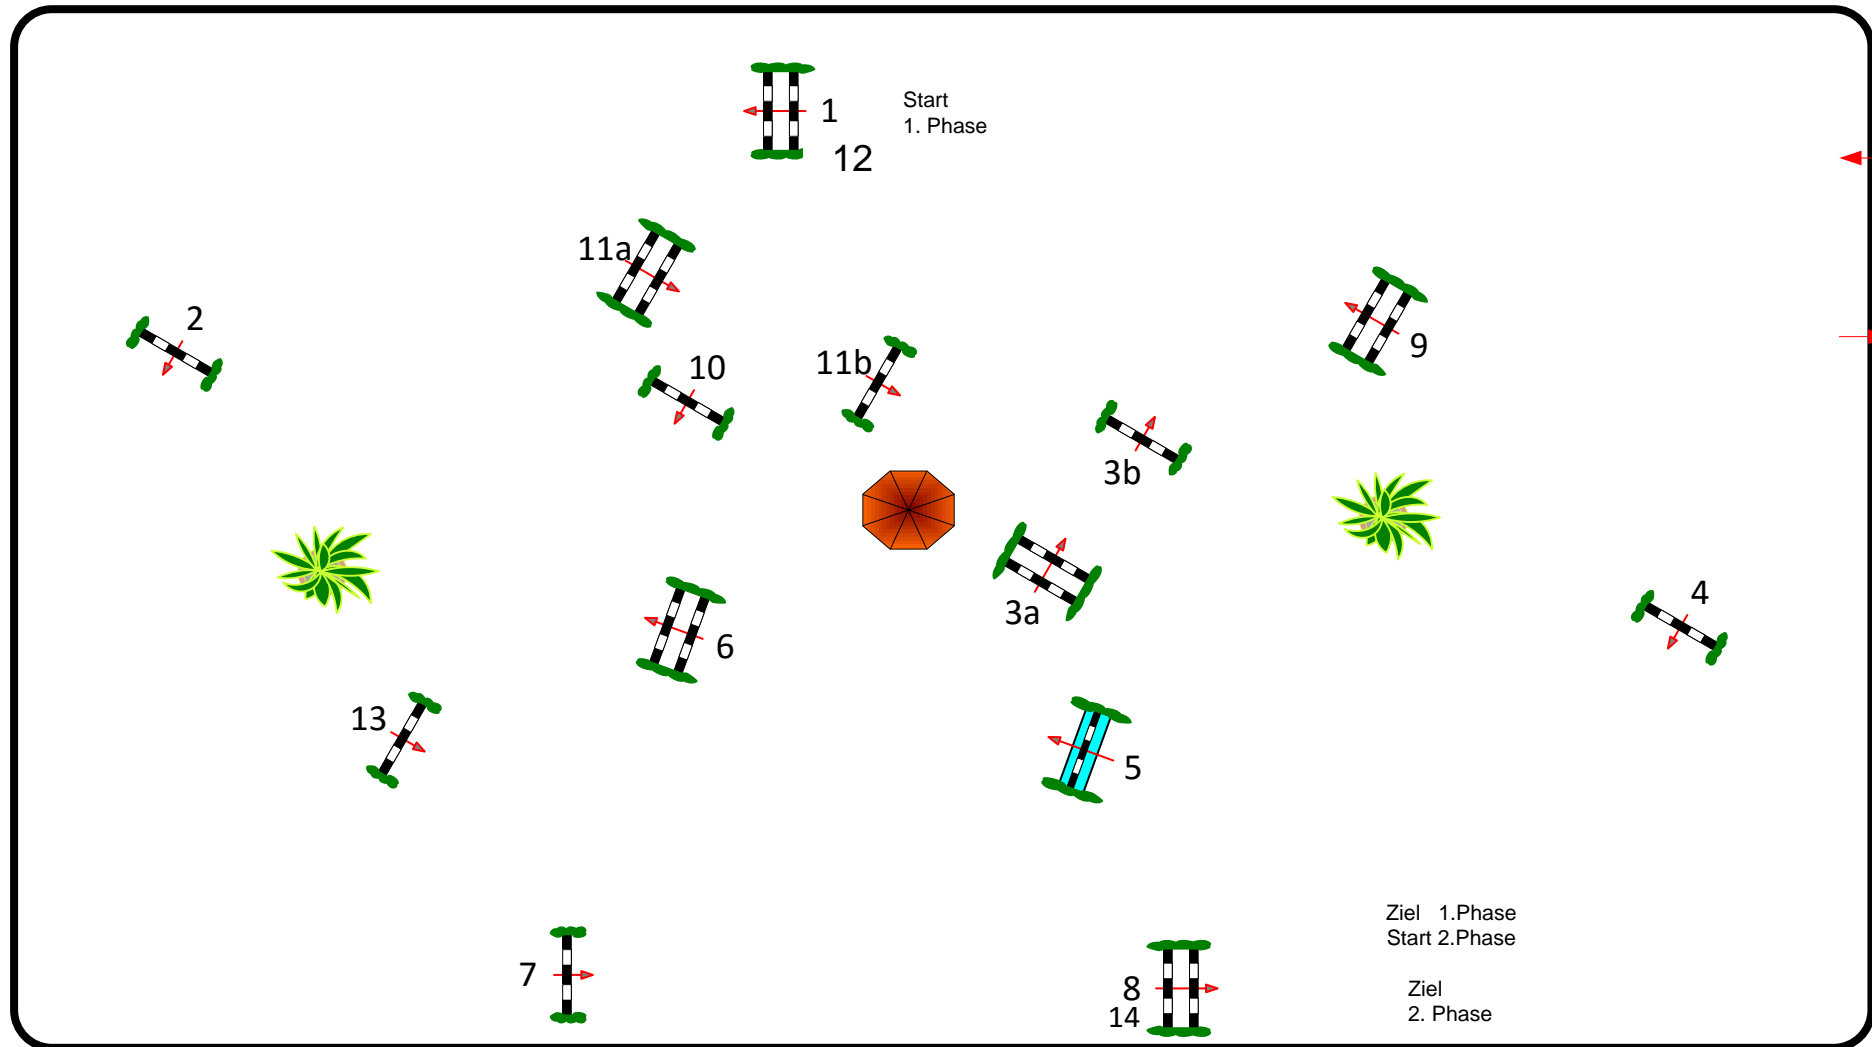 1
Start
1. Phase
12
11a
2
10
11b
9
3b
3a
4
6
13
5
Ziel 1.Phase
Start 2.Phase
7
8
14
Ziel
2. Phase